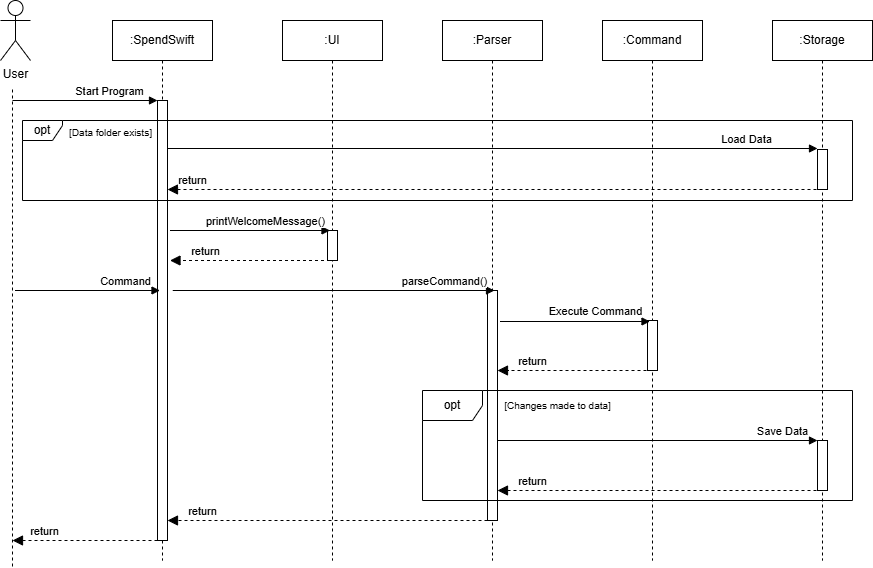 :SpendSwift
:UI
:Parser
:Command
:Storage
User
Start Program
opt
[Data folder exists]
Load Data
return
printWelcomeMessage()
return
Command
parseCommand()
Execute Command
return
opt
[Changes made to data]
Save Data
return
return
return